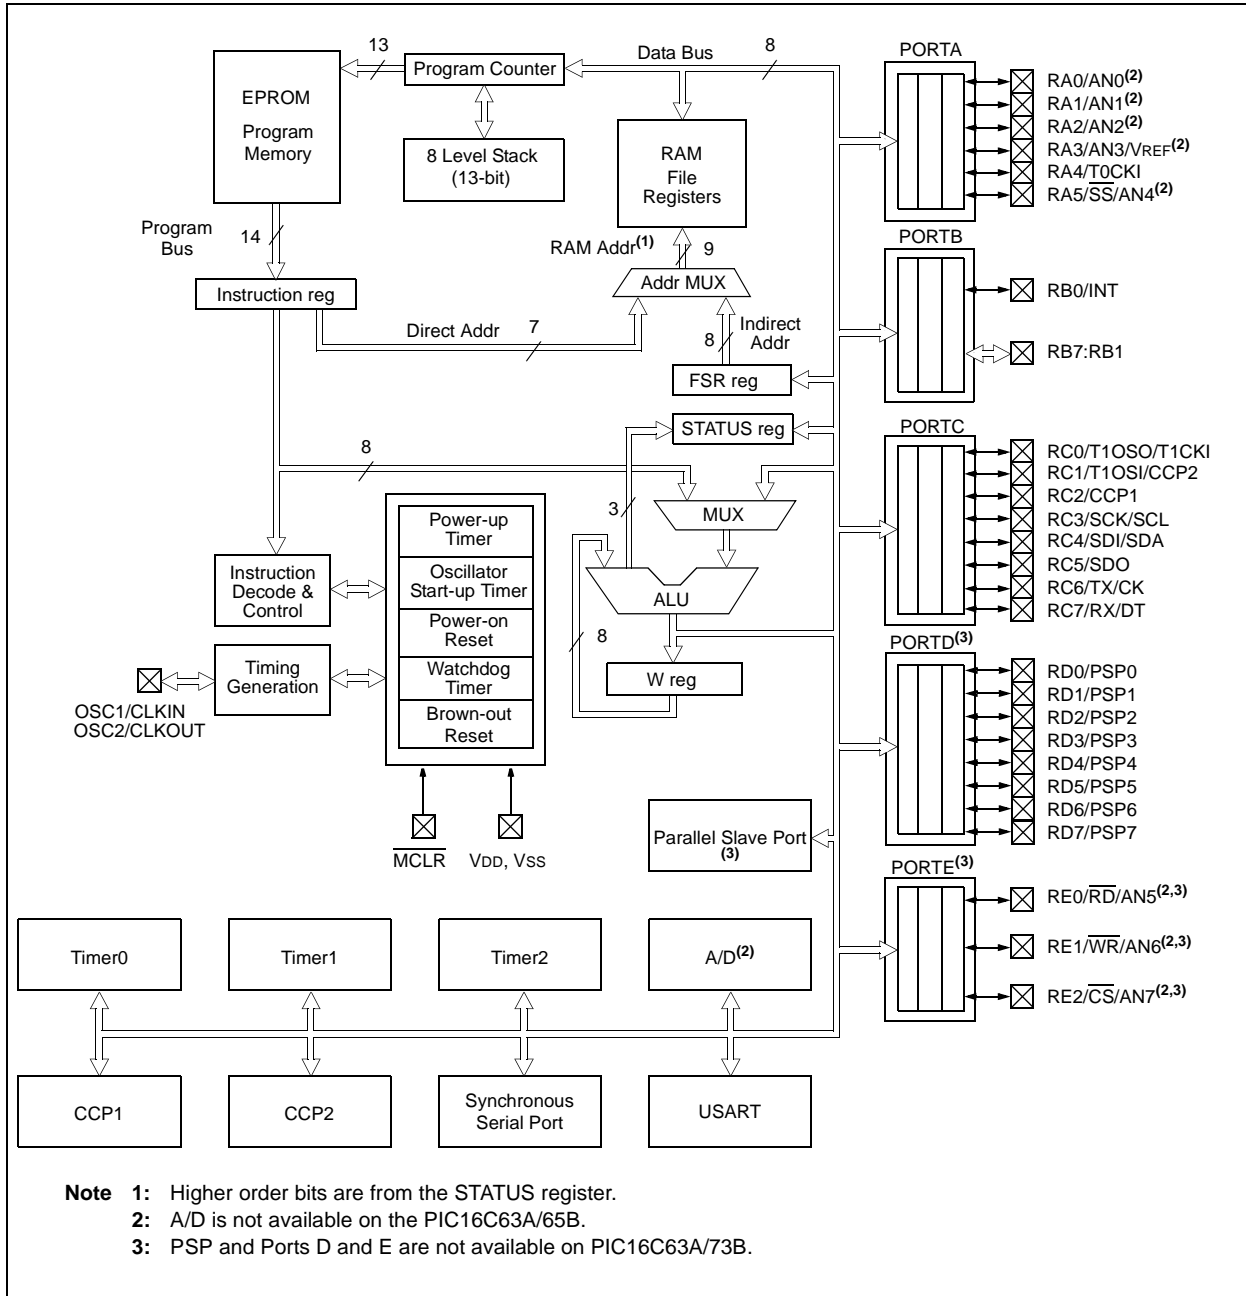 13
Data Bus
8
PORTA
EPROM
Program
Memory
Program Counter
8 Level Stack
(13-bit)
RAM
File
Registers
RA0/AN0(2)
RA1/AN1(2)
RA2/AN2(2)
RA3/AN3/VREF(2)
RA4/T0CKI
RA5/SS/AN4(2)
Program
Bus
14
RAM Addr(1)
9
PORTB
Instruction reg
Addr MUX
RB0/INT
Direct Addr
7
8
Indirect
Addr
RB7:RB1
FSR reg
STATUS reg
PORTC
8
3
MUX
RC0/T1OSO/T1CKI
RC1/T1OSI/CCP2
RC2/CCP1
RC3/SCK/SCL
RC4/SDI/SDA
RC5/SDO
RC6/TX/CK
RC7/RX/DT
Power-up
Timer
Oscillator
Start-up Timer
Power-on
Reset
Watchdog
Timer
Brown-out
Reset
Instruction
Decode &
Control
ALU
8
W reg
Timing
Generation
OSC1/CLKIN
OSC2/CLKOUT
PORTD(3)
RD0/PSP0
RD1/PSP1
RD2/PSP2
RD3/PSP3
RD4/PSP4
RD5/PSP5
RD6/PSP6
RD7/PSP7
MCLR
VDD, VSS
Parallel Slave Port
(3)
PORTE(3)
RE0/RD/AN5(2,3)
RE1/WR/AN6(2,3)
RE2/CS/AN7(2,3)
Timer0
Timer1
Timer2
A/D(2)
CCP1
CCP2
Synchronous
Serial Port
USART
Note 1: Higher order bits are from the STATUS register.
2: A/D is not available on the PIC16C63A/65B.
3: PSP and Ports D and E are not available on PIC16C63A/73B.